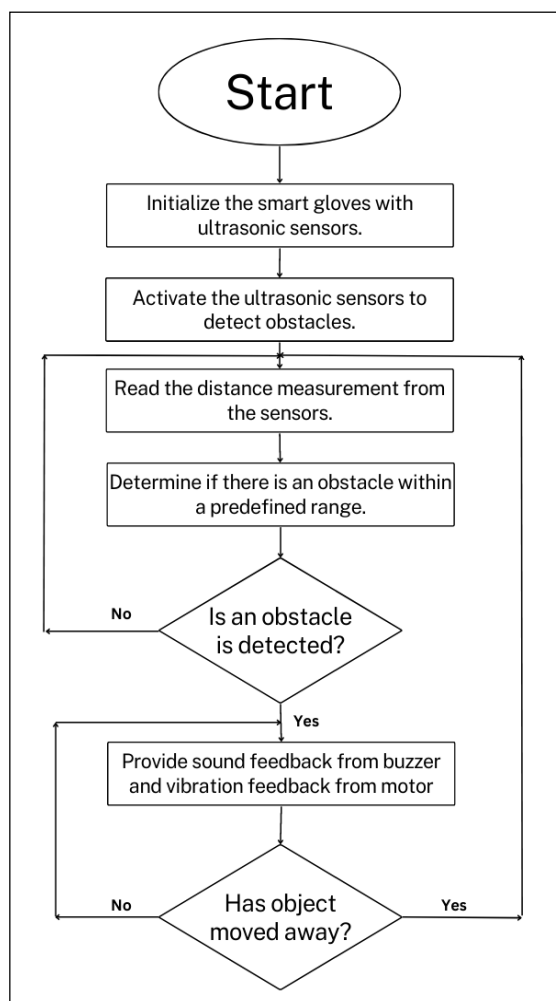 Start
Initialize the smart gloves with
ultrasonic sensors.
Activate the ultrasonic sensors to
detect obstacles.
Read the distance measurement from
the sensors.
Determine if there is an obstacle within
a predefined range.
No
Is an obstacle
is detected?
Yes
Provide sound feedback from buzzer
and vibration feedback from motor
No
Has object
moved away?
Yes